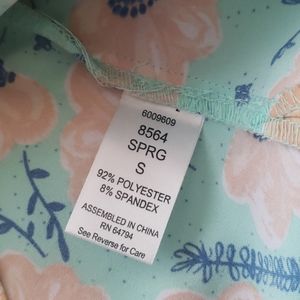 6009609
8564
SPRG
S
92% POLYESTER
8% SPANDEX
ASSEMBLED IN CHINA
RN 64794
See Reverse for Care